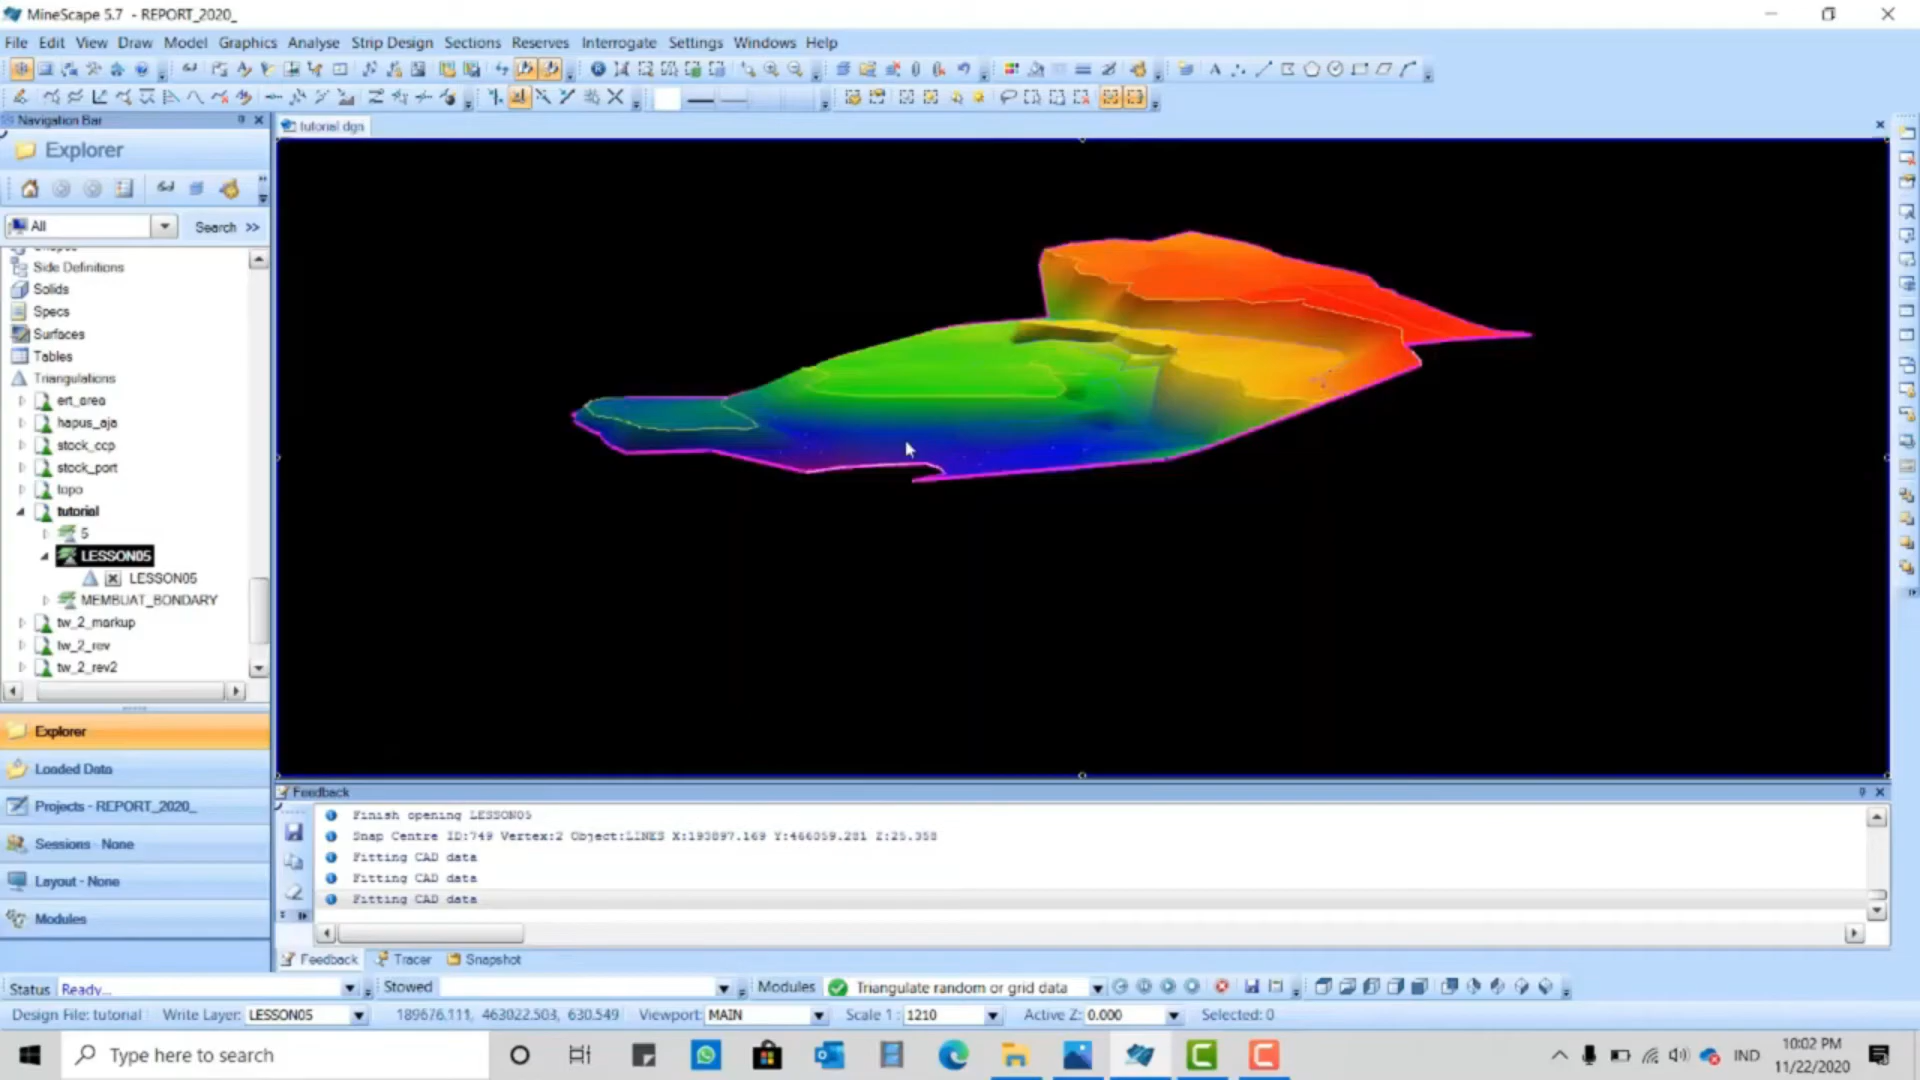 MineScape 5.7 - REPORT_2020_
File Edit View Draw Model Graphics Analyse Strip Design Sections Reserves Interrogate Settings Windows Help
Navigation Bar
tutorial.dgn
Explorer
All
Search >>
Side Definitions
Solids
Specs
Surfaces
Tables
Triangulations
ert_area
hapus_aja
stock_ccp
stock_port
topo
tutorial
5
LESSON05
LESSON05
MEMBUAT_BONDARY
tw_2_markup
tw_2_rev
tw_2_rev2
Explorer
Loaded Data
Projects - REPORT_2020_
Sessions - None
Layout - None
Modules
Feedback
Finish opening LESSON05
Snap Centre ID:749 Vertex:2 Object:LINES X:193897.169 Y:466059.281 Z:25.358
Fitting CAD data
Fitting CAD data
Fitting CAD data
Feedback Tracer Snapshot
Status Ready... Stowed Modules Triangulate random or grid data
Design File: tutorial Write Layer: LESSON05 189676.111, 463022.503, 630.549 Viewport: MAIN Scale 1: 1210 Active Z: 0.000 Selected: 0
Type here to search
IND
10:02 PM
11/22/2020